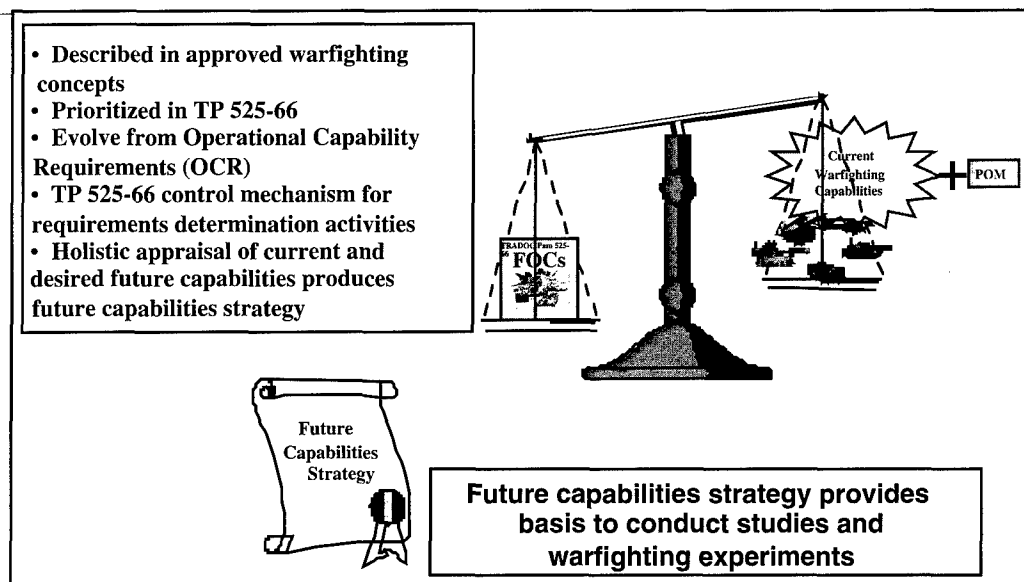 • Described in approved warfighting
concepts
• Prioritized in TP 525-66
• Evolve from Operational Capability
Requirements (OCR)
• TP 525-66 control mechanism for
requirements determination activities
• Holistic appraisal of current and
desired future capabilities produces
future capabilities strategy
TRADOC Pam 525-
66
FOCs
Current
Warfighting
Capabilities
POM
Future
Capabilities
Strategy
Future capabilities strategy provides
basis to conduct studies and
warfighting experiments